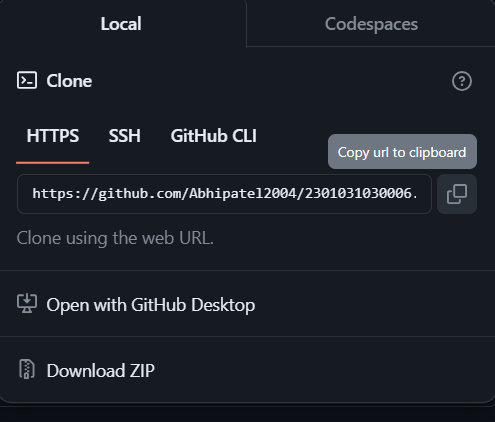 Local Codespaces
Clone
HTTPS SSH GitHub CLI
Copy url to clipboard
https://github.com/Abhipatel2004/2301031030006.
Clone using the web URL.
Open with GitHub Desktop
Download ZIP